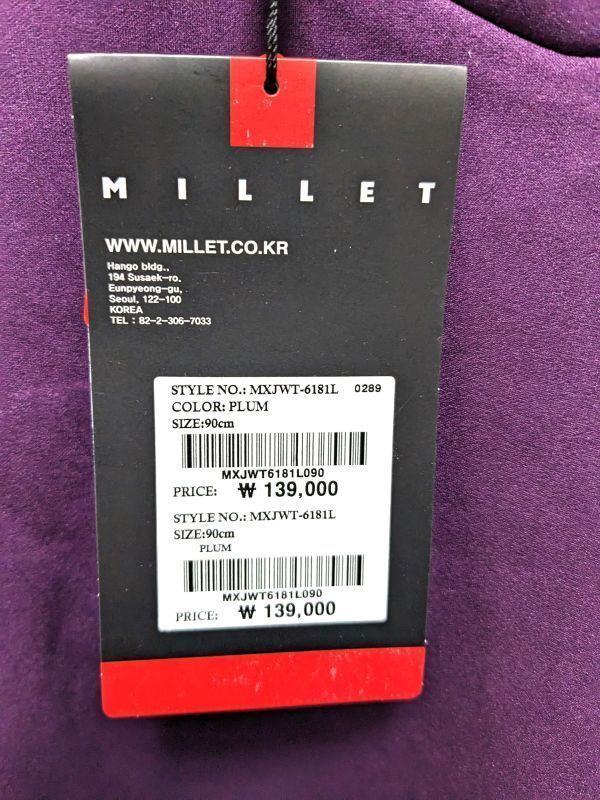 MILLET
WWW.MILLET.CO.KR
Hango bldg.,
194 Susaek-ro,
Eunpyeong-gu,
Seoul, 122-100
KOREA
TEL : 82-2-306-7033
STYLE NO.: MXJWT-6181L 0289
COLOR: PLUM
SIZE:90cm
MXJWT6181L090
PRICE: ₩ 139,000
STYLE NO.: MXJWT-6181L
SIZE:90cm
PLUM
MXJWT6181L090
PRICE: ₩ 139,000